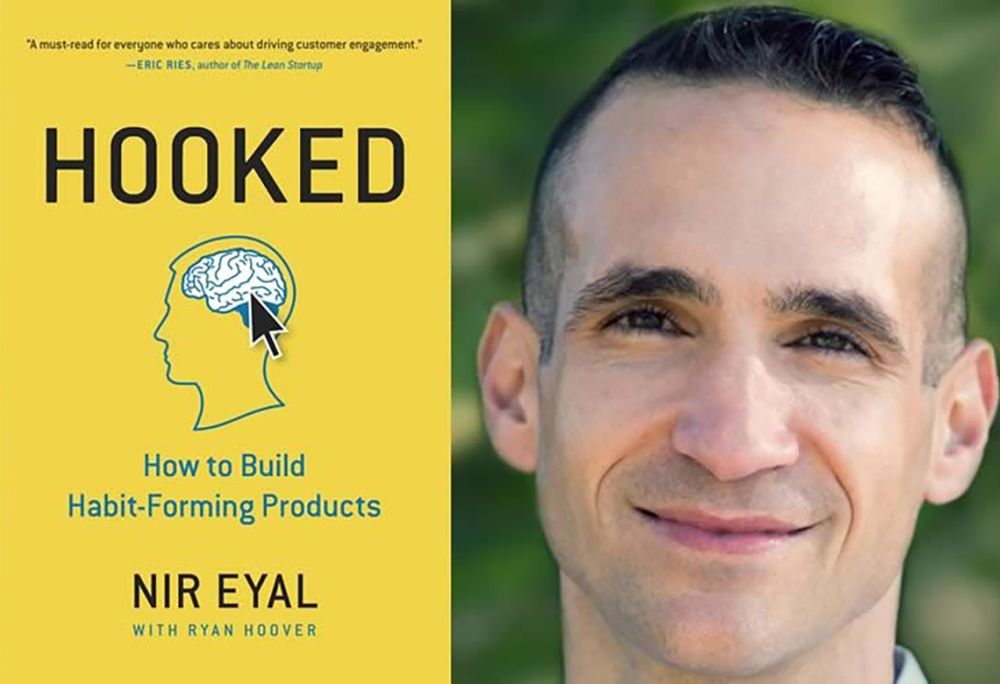 "A must-read for everyone who cares about driving customer engagement."
—ERIC RIES, author of The Lean Startup
HOOKED
How to Build
Habit-Forming Products
NIR EYAL
WITH RYAN HOOVER